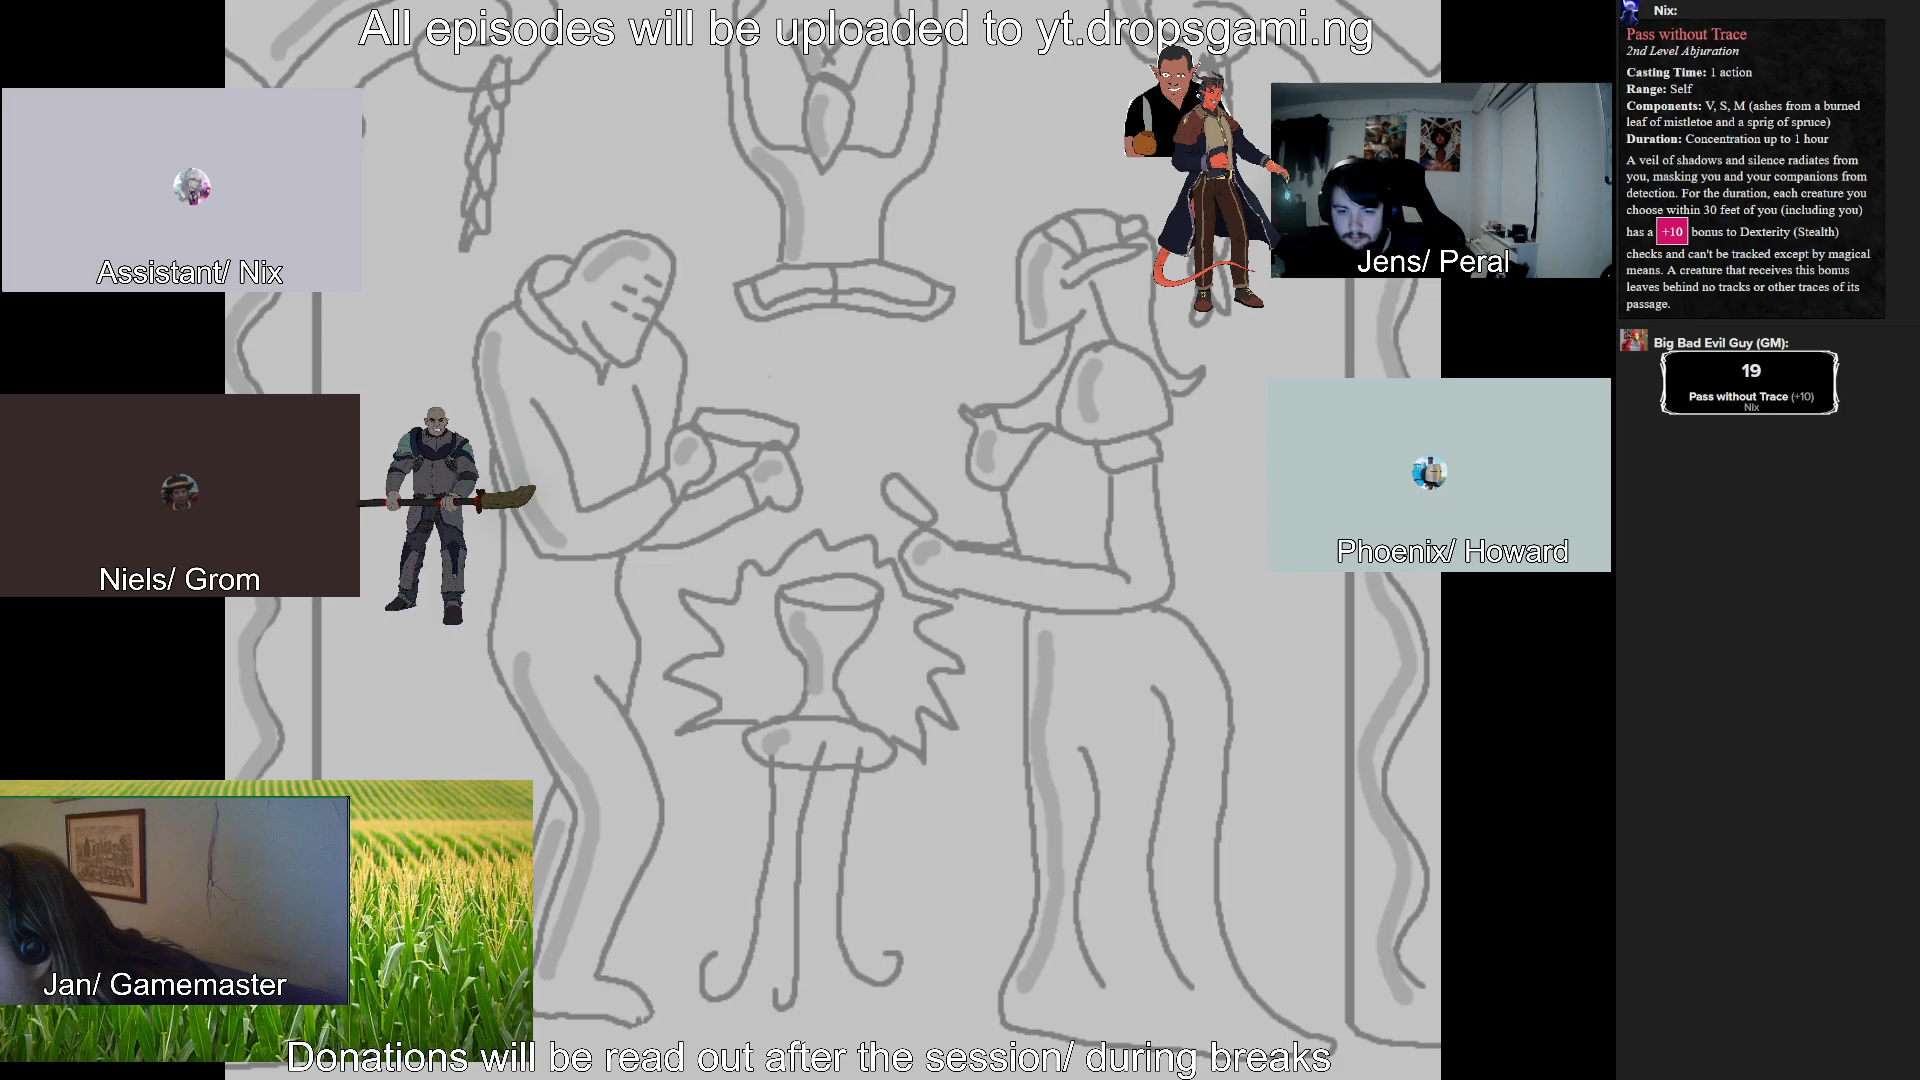 All episodes will be uploaded to yt.dropsgami.ng
Assistant/ Nix
Jens/ Peral
Niels/ Grom
Phoenix/ Howard
Jan/ Gamemaster
Donations will be read out after the session/ during breaks
Nix:
Pass without Trace
2nd Level Abjuration
Casting Time: 1 action
Range: Self
Components: V, S, M (ashes from a burned
leaf of mistletoe and a sprig of spruce)
Duration: Concentration up to 1 hour
A veil of shadows and silence radiates from
you, masking you and your companions from
detection. For the duration, each creature you
choose within 30 feet of you (including you)
has a +10 bonus to Dexterity (Stealth)
checks and can't be tracked except by magical
means. A creature that receives this bonus
leaves behind no tracks or other traces of its
passage.
Big Bad Evil Guy (GM):
19
Pass without Trace (+10)
Nix